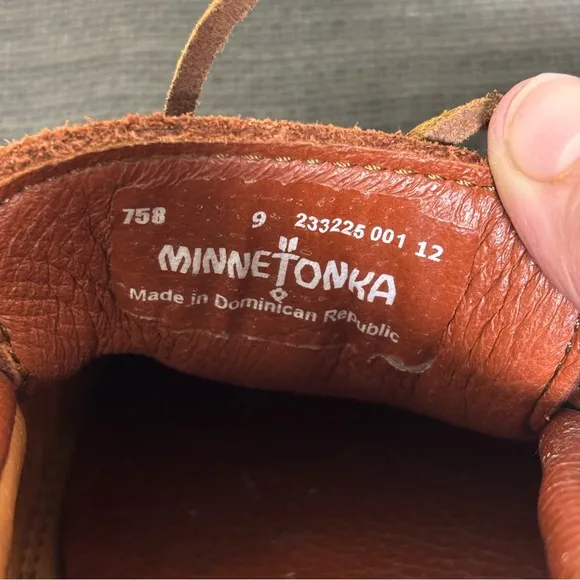 758 9 233225 001 12
MINNETONKA
Made in Dominican Republic